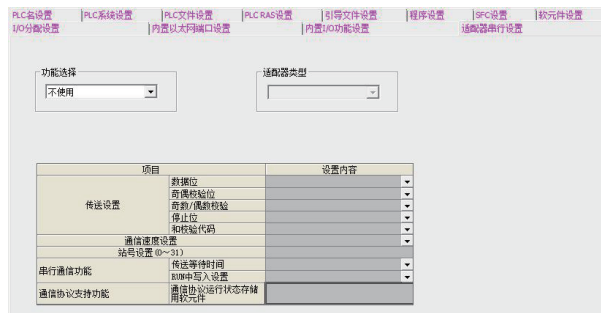 PLC名设置 PLC系统设置 PLC文件设置 PLC RAS设置 引导文件设置 程序设置 SFC设置 软元件设置
I/O分配设置 内置以太网端口设置 内置I/O功能设置 适配器串行设置
功能选择 适配器类型
不使用
项目 设置内容
数据位
奇偶校验位
传送设置 奇数/偶数校验
停止位
和校验代码
通信速度设置
站号设置(0~31)
串行通信功能 传送等待时间
RUN中写入设置
通信协议支持功能 通信协议运行状态存储
用软元件